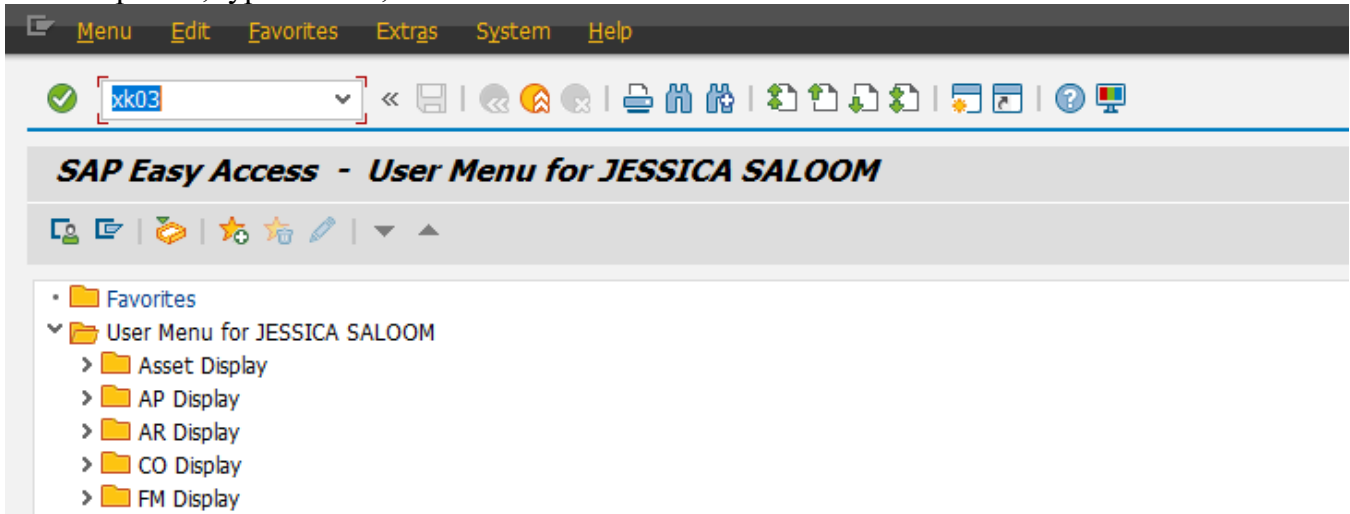 Menu Edit Favorites Extras System Help
xk03
SAP Easy Access - User Menu for JESSICA SALOOM
Favorites
User Menu for JESSICA SALOOM
Asset Display
AP Display
AR Display
CO Display
FM Display